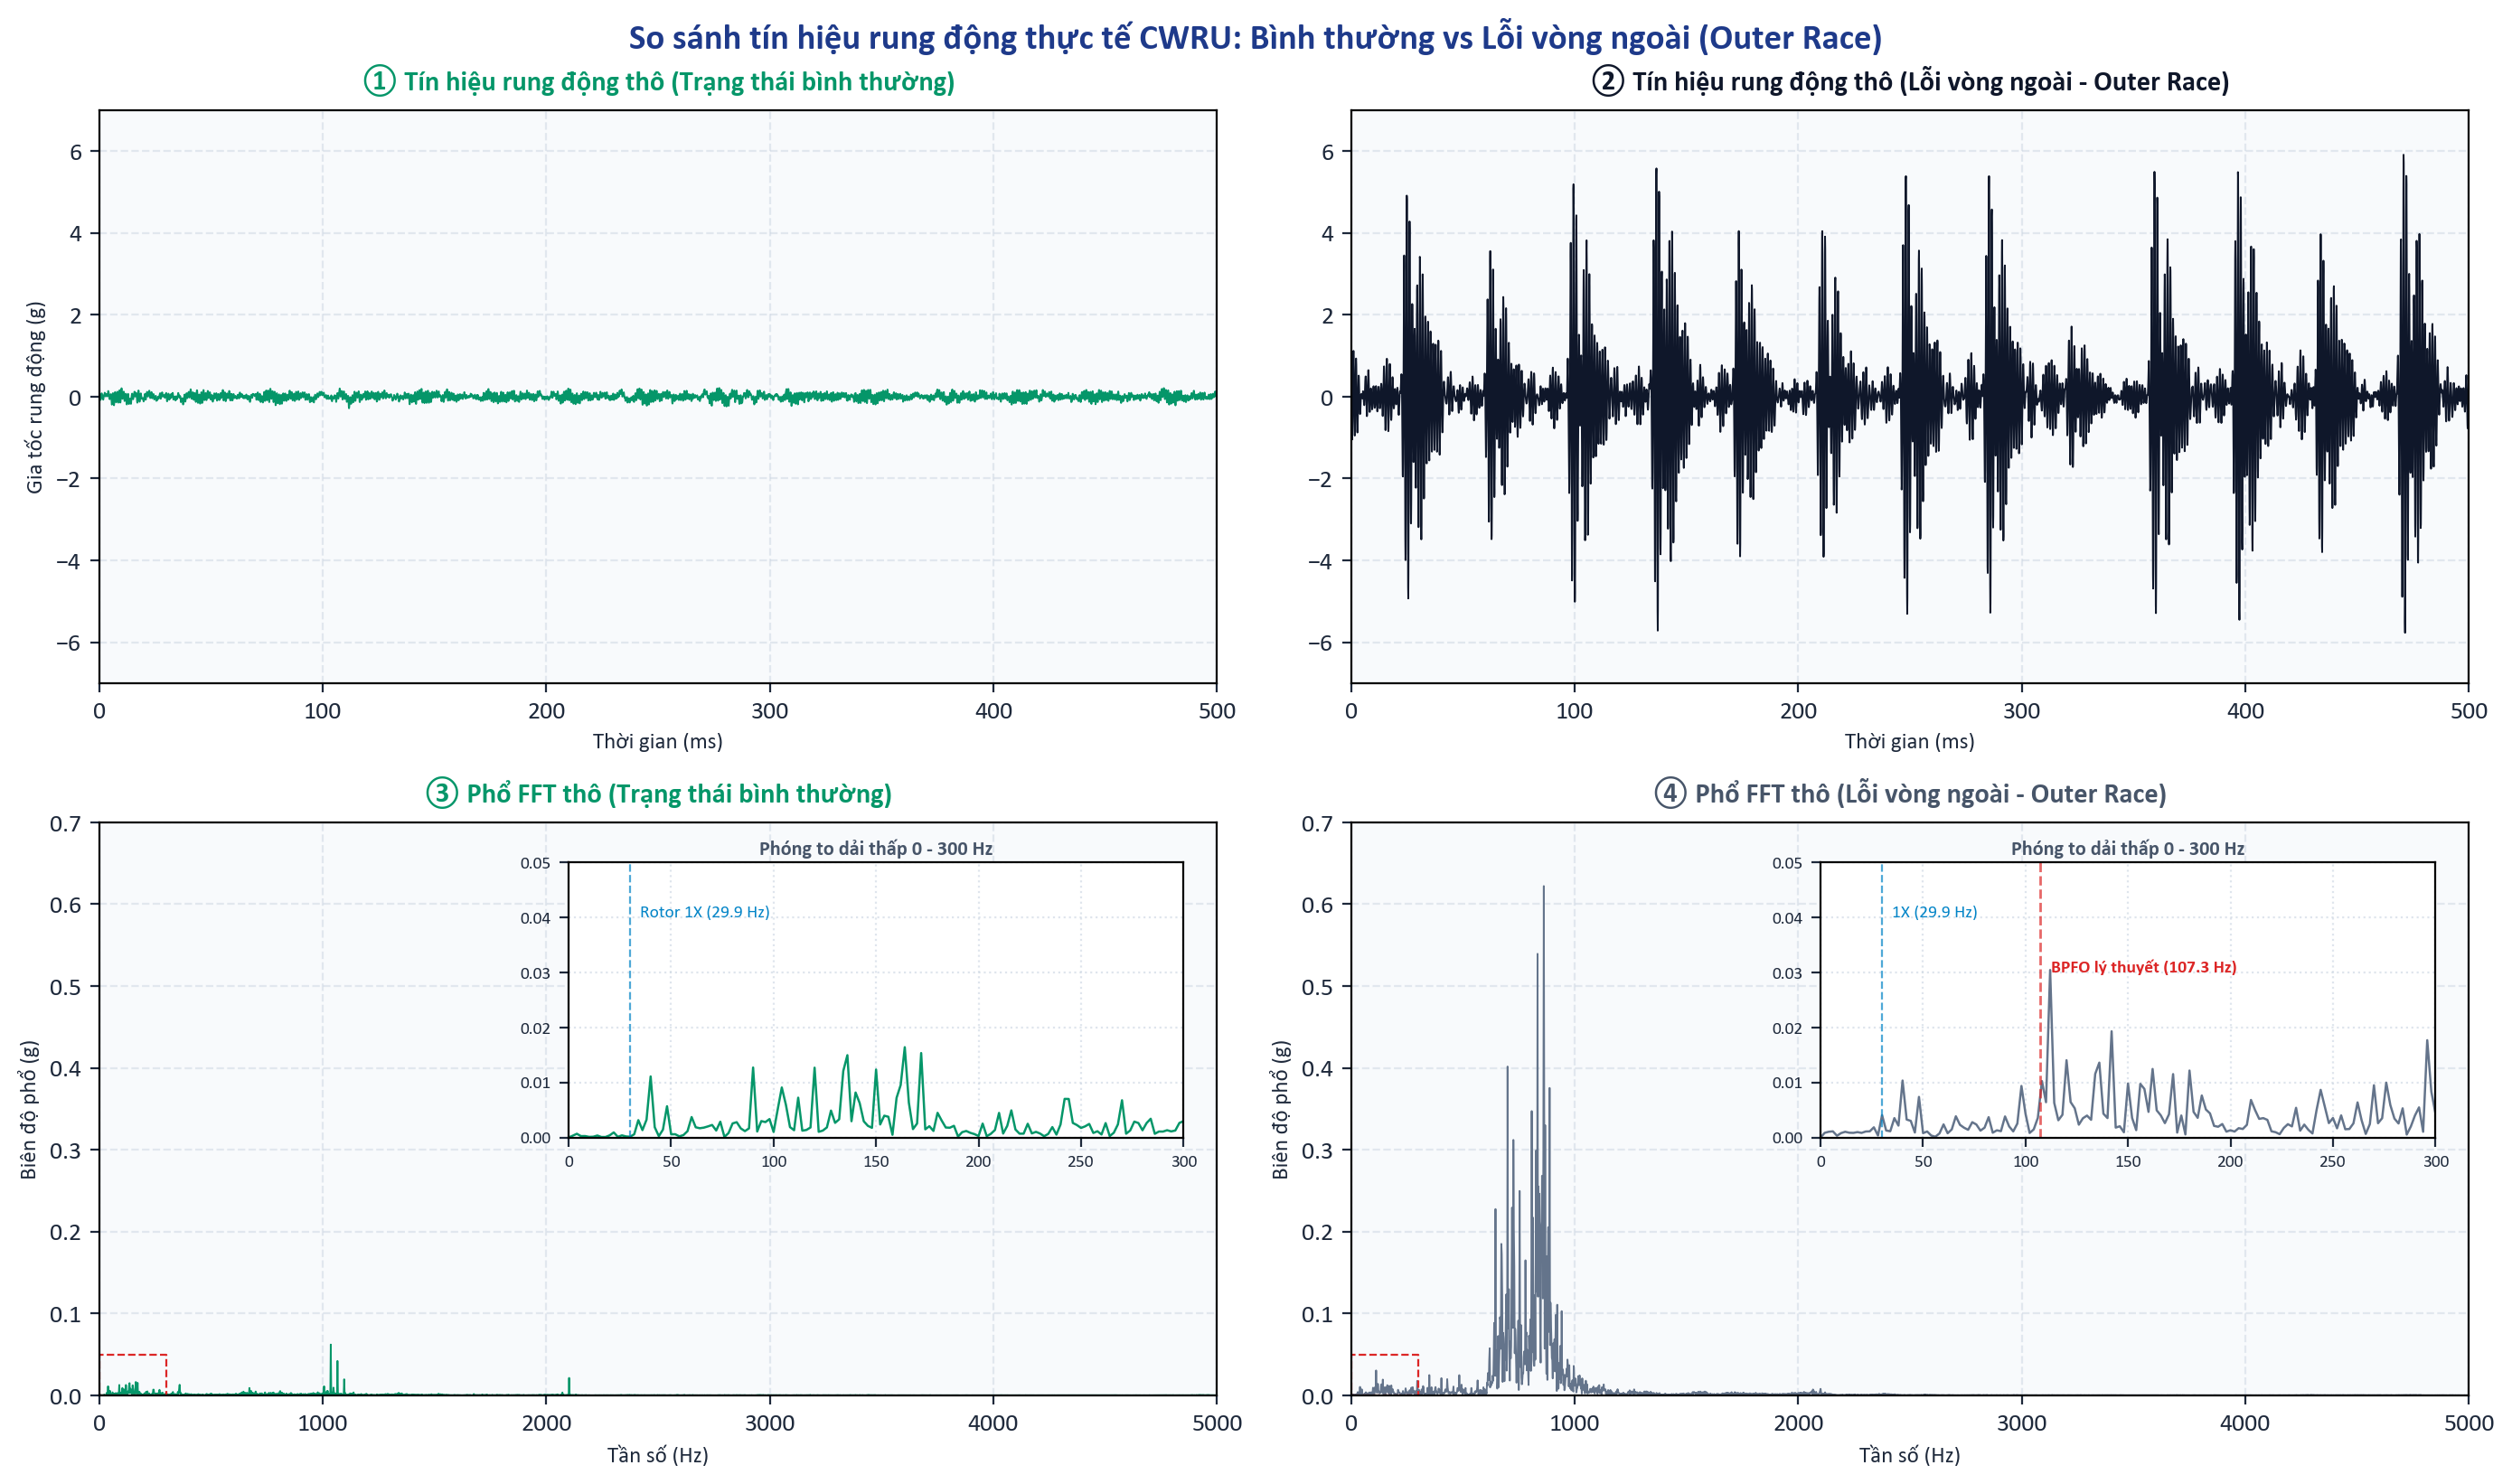 So sánh tín hiệu rung động thực tế CWRU: Bình thường vs Lỗi vòng ngoài (Outer Race)
① Tín hiệu rung động thô (Trạng thái bình thường)
6
4
2
0
−2
−4
−6
Gia tốc rung động (g)
0 100 200 300 400 500
Thời gian (ms)
② Tín hiệu rung động thô (Lỗi vòng ngoài - Outer Race)
6
4
2
0
−2
−4
−6
0 100 200 300 400 500
Thời gian (ms)
③ Phổ FFT thô (Trạng thái bình thường)
0.7
0.6
0.5
0.4
0.3
0.2
0.1
0.0
Biên độ phổ (g)
Phóng to dải thấp 0 - 300 Hz
0.05
0.04
0.03
0.02
0.01
0.00
Rotor 1X (29.9 Hz)
0 50 100 150 200 250 300
0 1000 2000 3000 4000 5000
Tần số (Hz)
④ Phổ FFT thô (Lỗi vòng ngoài - Outer Race)
0.7
0.6
0.5
0.4
0.3
0.2
0.1
0.0
Biên độ phổ (g)
Phóng to dải thấp 0 - 300 Hz
0.05
0.04
0.03
0.02
0.01
0.00
1X (29.9 Hz)
BPFO lý thuyết (107.3 Hz)
0 50 100 150 200 250 300
0 1000 2000 3000 4000 5000
Tần số (Hz)